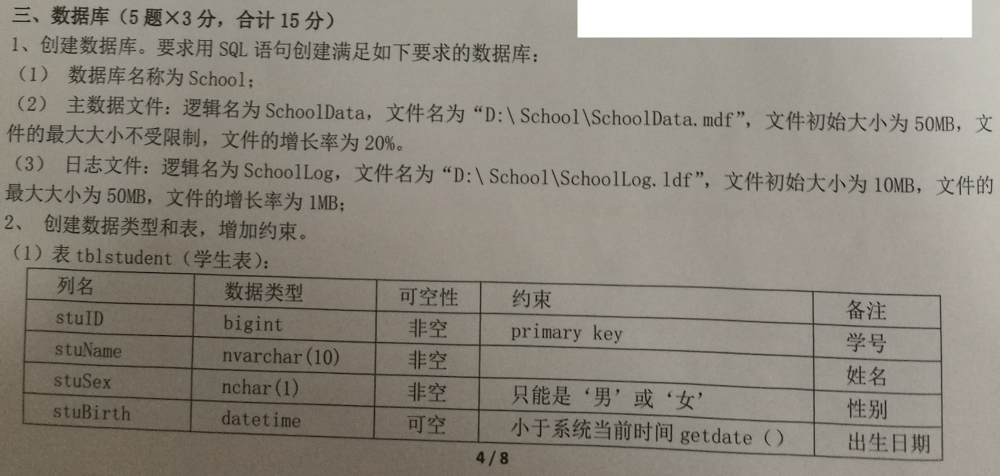 三、数据库（5 题×3 分，合计 15 分）
1、创建数据库。要求用 SQL 语句创建满足如下要求的数据库：
（1） 数据库名称为 School；
（2） 主数据文件：逻辑名为 SchoolData，文件名为“D:\ School\SchoolData.mdf”，文件初始大小为 50MB，文
件的最大大小不受限制，文件的增长率为 20%。
（3） 日志文件：逻辑名为 SchoolLog，文件名为“D:\ School\SchoolLog.ldf”，文件初始大小为 10MB，文件的
最大大小为 50MB，文件的增长率为 1MB；
2、 创建数据类型和表，增加约束。
（1）表 tblstudent（学生表）：
列名 数据类型 可空性 约束 备注
stuID bigint 非空 primary key 学号
stuName nvarchar(10) 非空 姓名
stuSex nchar(1) 非空 只能是‘男’或‘女’ 性别
stuBirth datetime 可空 小于系统当前时间 getdate（） 出生日期
4 / 8